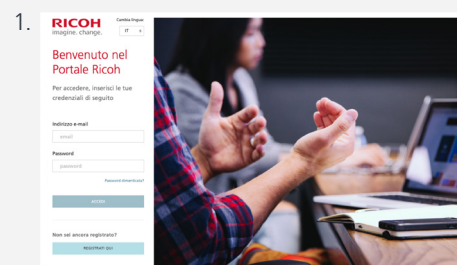 1.
RICOH
imagine. change.
Cambia lingua:
IT
Benvenuto nel
Portale Ricoh
Per accedere, inserisci le tue
credenziali di seguito
Indirizzo e-mail
email
Password
password
Password dimenticata?
ACCEDI
Non sei ancora registrato?
REGISTRATI QUI